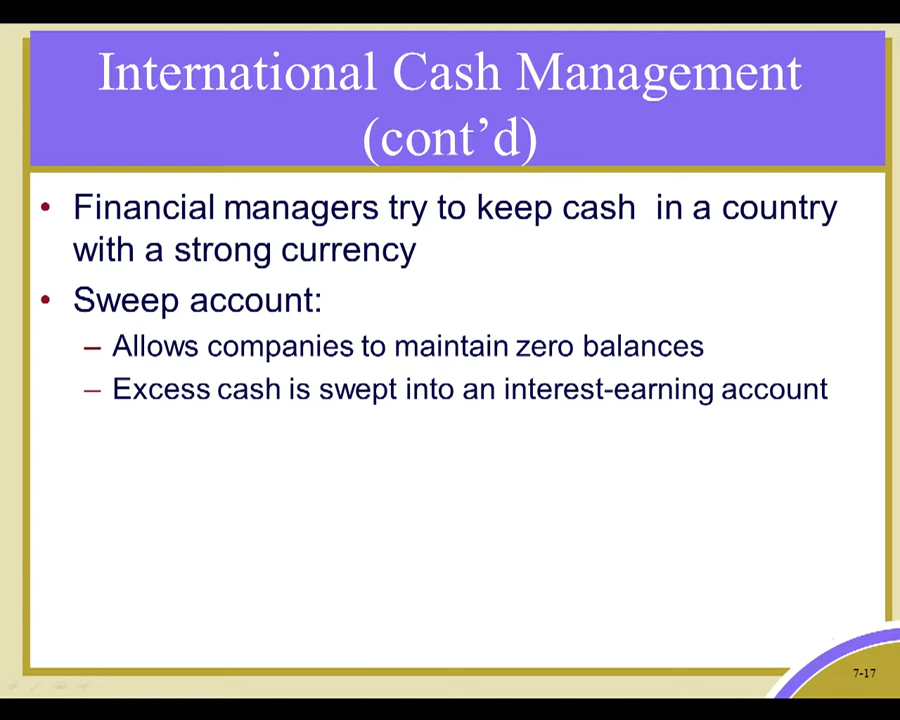 International Cash Management
(cont’d)
• Financial managers try to keep cash  in a country
with a strong currency
• Sweep account:
– Allows companies to maintain zero balances
– Excess cash is swept into an interest-earning account
7-17